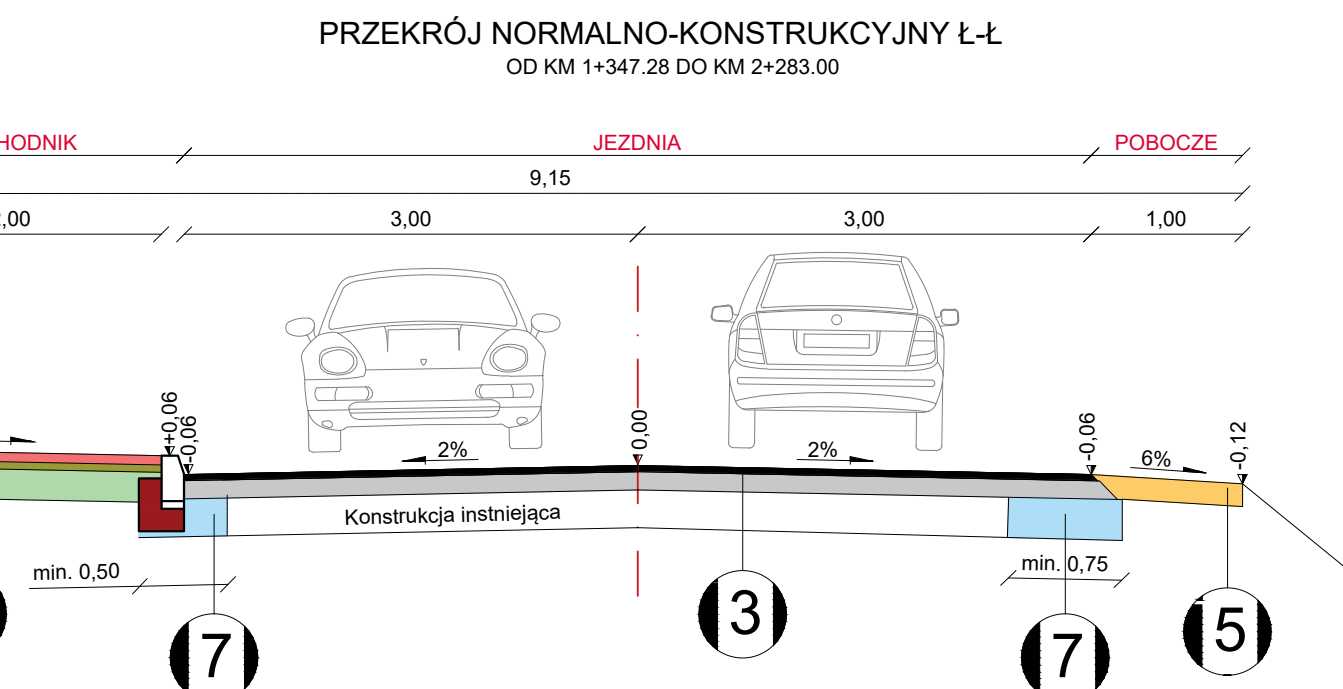 PRZEKRÓJ NORMALNO-KONSTRUKCYJNY Ł-Ł
OD KM 1+347.28 DO KM 2+283.00
HODNIK JEZDNIA POBOCZE
9,15
,00 3,00 3,00 1,00
+0,06 -0,06 0,00 -0,06 -0,12
2% 2% 6%
Konstrukcja instniejąca
min. 0,50 min. 0,75
7 3 7 5